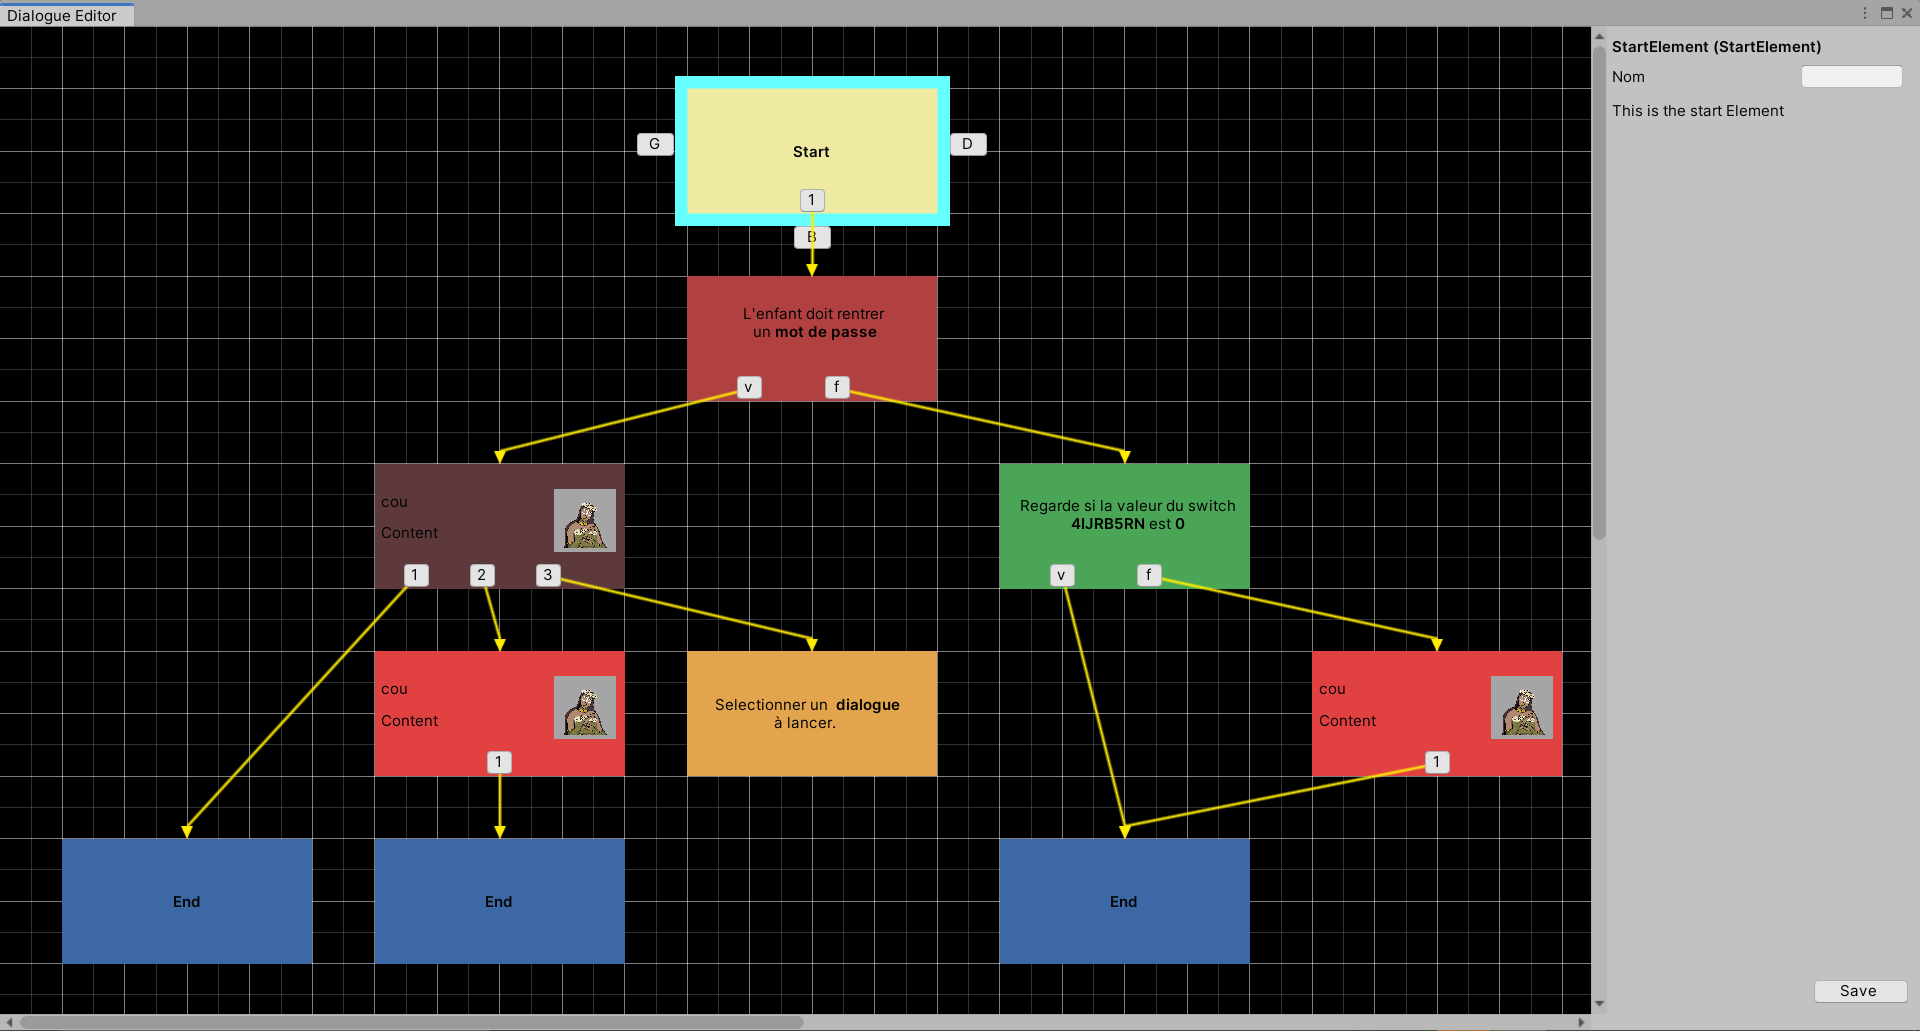 Dialogue Editor
StartElement (StartElement)
Nom
This is the start Element
G
Start
D
1
B
L'enfant doit rentrer
un mot de passe
v
f
cou
Content
1
2
3
Regarde si la valeur du switch
4IJRB5RN est 0
v
f
cou
Content
1
Selectionner un dialogue
à lancer.
cou
Content
1
End
End
End
Save